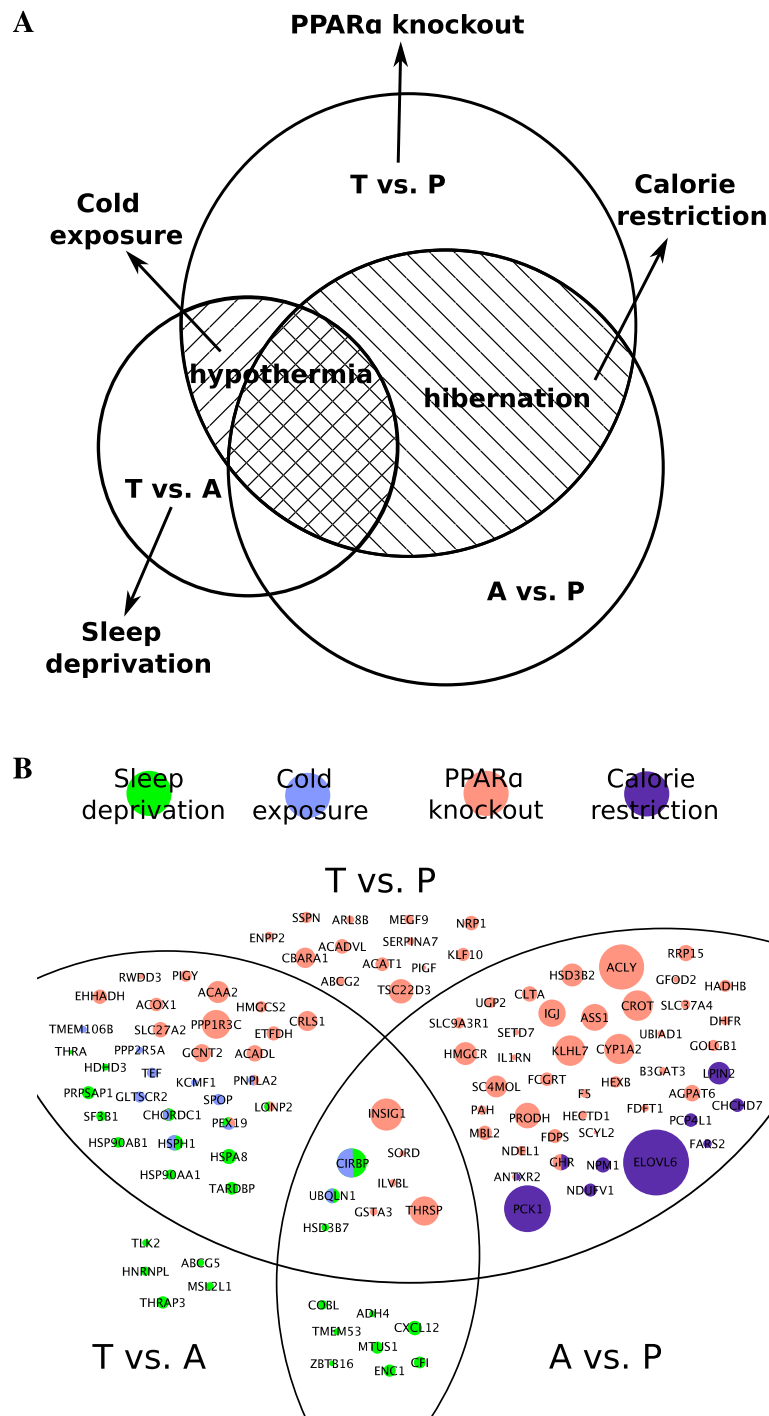 A
PPARα knockout
T vs. P
Calorie
restriction
Cold
exposure
hypothermia
hibernation
T vs. A
A vs. P
Sleep
deprivation
B
Sleep
deprivation
Cold
exposure
PPARα
knockout
Calorie
restriction
T vs. P
SSPN
ARL8B
MEGF9
NRP1
ENPP2
SERPINA7
ACADVL
CBARA1
KLF10
ACAT1
PIGF
ABCG2
TSC22D3
RWDD3
PIGY
EHHADH
ACAA2
ACOX1
HMGCS2
TMEM106B
SLC27A2
PPP1R3C
CRLS1
ETFDH
THRA
PPP2R5A
GCNT2
ACADL
HDHD3
TEF
KCMF1
PNPLA2
PRPSAP1
GLTSCR2
SPOP
LONP2
SF3B1
CHORDC1
PEX19
HSP90AB1
HSPH1
HSPA8
HSP90AA1
TARDBP
RRP15
ACLY
HSD3B2
GFOD2
HADHB
CLTA
UGP2
CROT
SLC37A4
IGJ
ASS1
SLC9A3R1
DHFR
SETD7
UBIAD1
GOLGB1
HMGCR
IL1RN
KLHL7
CYP1A2
B3GAT3
LPIN2
FCGRT
HEXB
SC4MOL
F5
AGPAT6
PAH
PRODH
HECTD1
FDFT1
CHCHD7
PCP4L1
MBL2
FDPS
SCYL2
FARS2
NDEL1
GHR
NPM1
ELOVL6
ANTXR2
NDUFV1
PCK1
INSIG1
SORD
CIRBP
ILVBL
UBQLN1
GSTA3
THRSP
HSD3B7
TLK2
ABCG5
HNRNPL
MSL2L1
THRAP3
COBL
ADH4
TMEM53
CXCL12
MTUS1
ZBTB16
CFI
ENC1
T vs. A
A vs. P